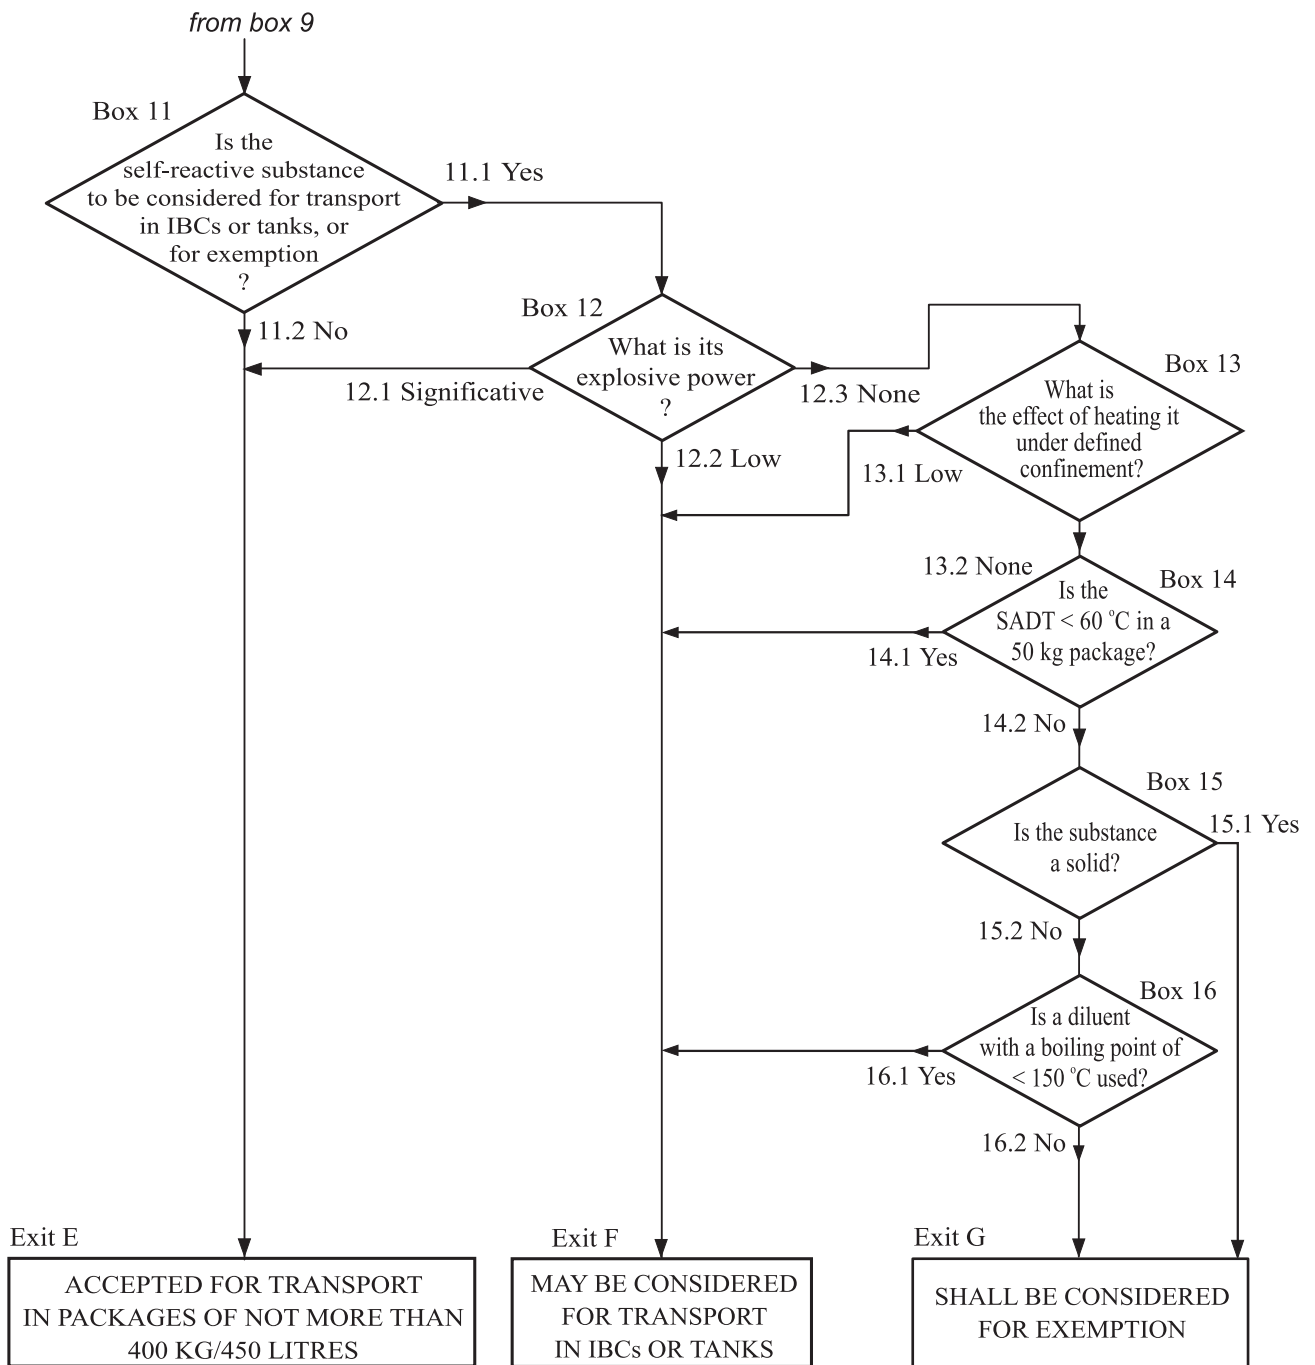 from box 9
Box 11
Is the
self-reactive substance
to be considered for transport
in IBCs or tanks, or
for exemption
?
11.1 Yes
11.2 No
Box 12
What is its
explosive power
?
12.1 Significative
12.3 None
12.2 Low
Box 13
What is
the effect of heating it
under defined
confinement?
13.1 Low
13.2 None
Box 14
Is the
SADT < 60 °C in a
50 kg package?
14.1 Yes
14.2 No
Box 15
Is the substance
a solid?
15.1 Yes
15.2 No
Box 16
Is a diluent
with a boiling point of
< 150 °C used?
16.1 Yes
16.2 No
Exit E
ACCEPTED FOR TRANSPORT
IN PACKAGES OF NOT MORE THAN
400 KG/450 LITRES
Exit F
MAY BE CONSIDERED
FOR TRANSPORT
IN IBCs OR TANKS
Exit G
SHALL BE CONSIDERED
FOR EXEMPTION